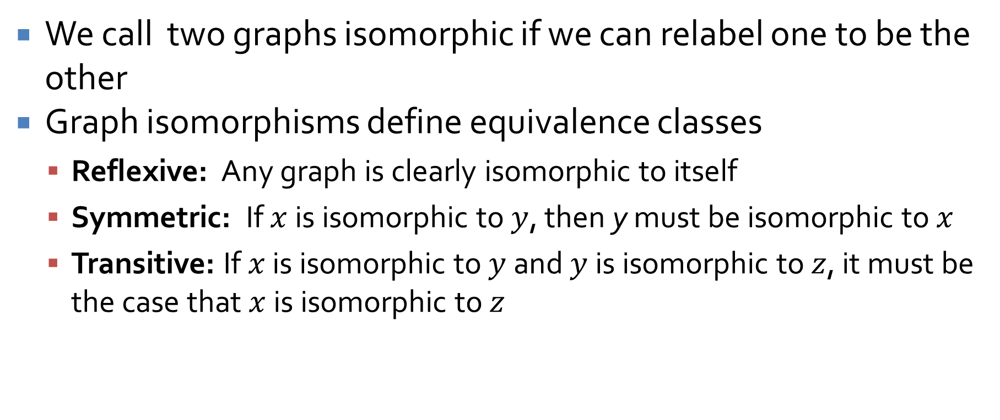 We call  two graphs isomorphic if we can relabel one to be the
other
Graph isomorphisms define equivalence classes
Reflexive:  Any graph is clearly isomorphic to itself
Symmetric:  If x is isomorphic to y, then y must be isomorphic to x
Transitive: If x is isomorphic to y and y is isomorphic to z, it must be
the case that x is isomorphic to z